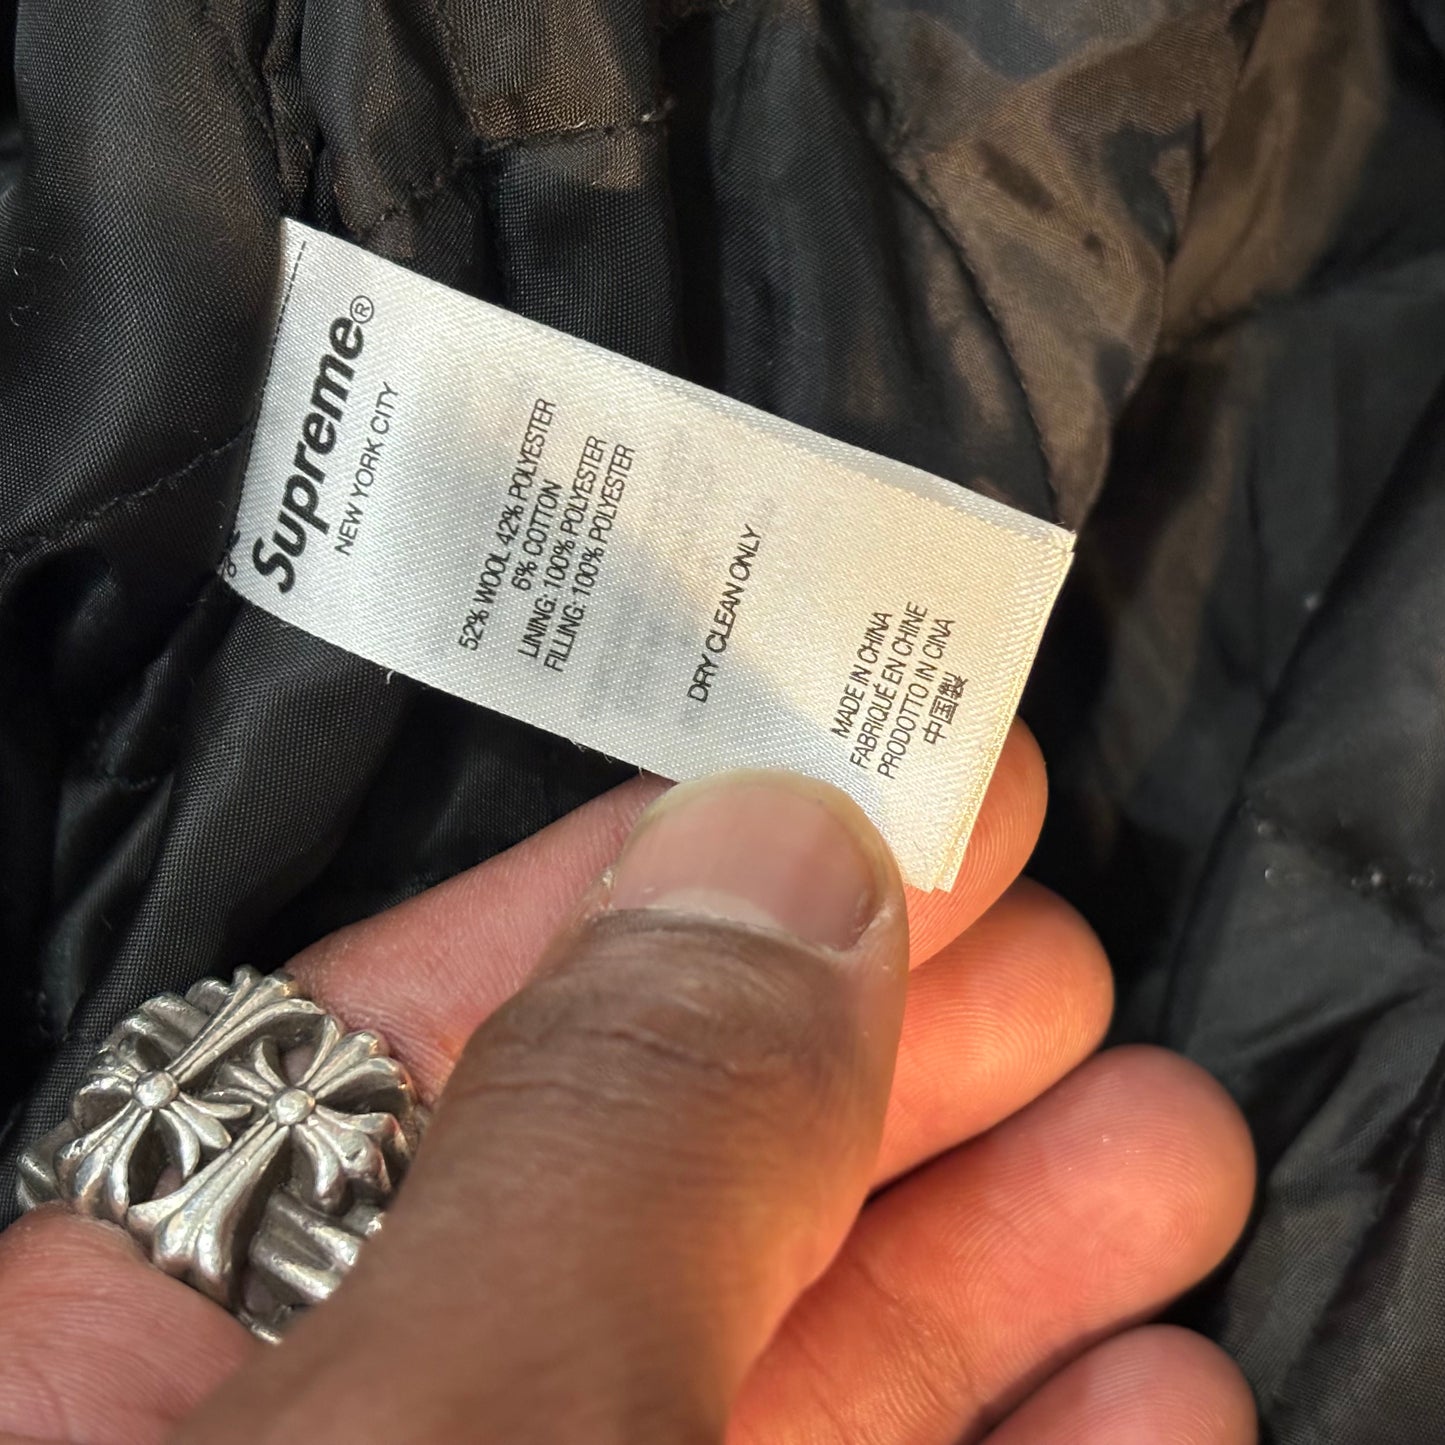 Supreme®
NEW YORK CITY
52% WOOL 42% POLYESTER
6% COTTON
LINING: 100% POLYESTER
FILLING: 100% POLYESTER
DRY CLEAN ONLY
MADE IN CHINA
FABRIQUÉ EN CHINE
PRODOTTO IN CINA
中国製